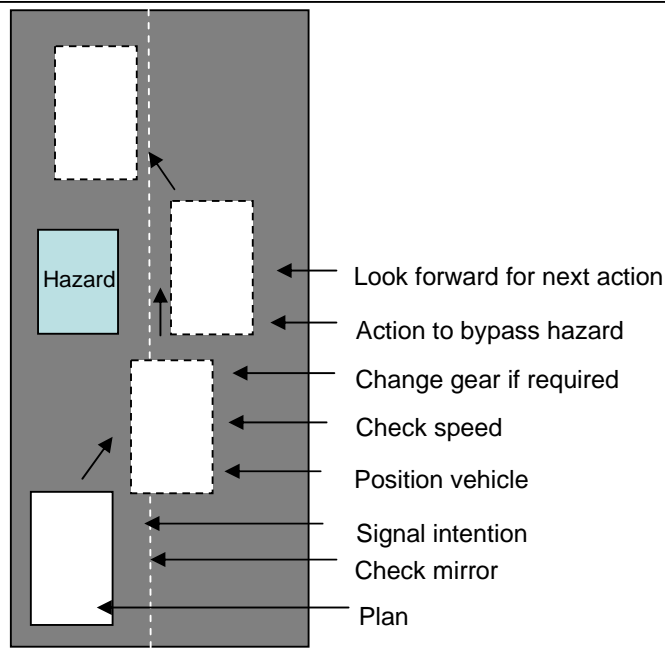 Hazard
Look forward for next action
Action to bypass hazard
Change gear if required
Check speed
Position vehicle
Signal intention
Check mirror
Plan